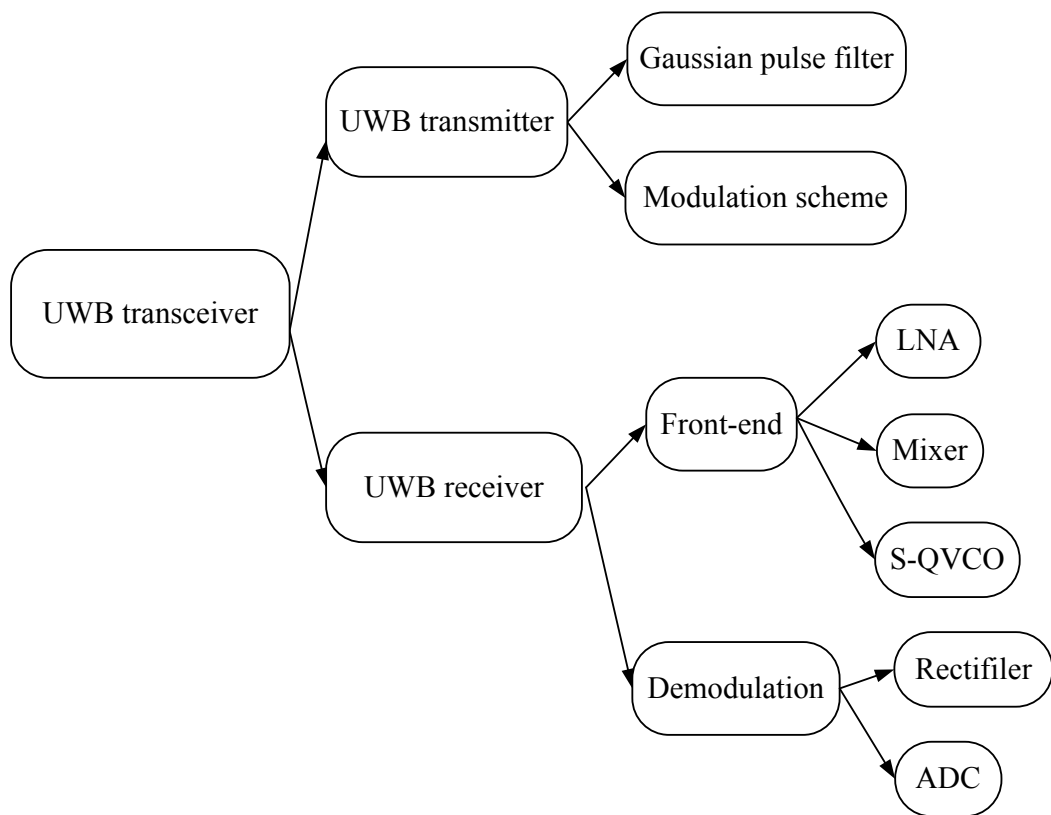 Gaussian pulse filter
UWB transmitter
Modulation scheme
UWB transceiver
LNA
Front-end
Mixer
UWB receiver
S-QVCO
Rectifiler
Demodulation
ADC